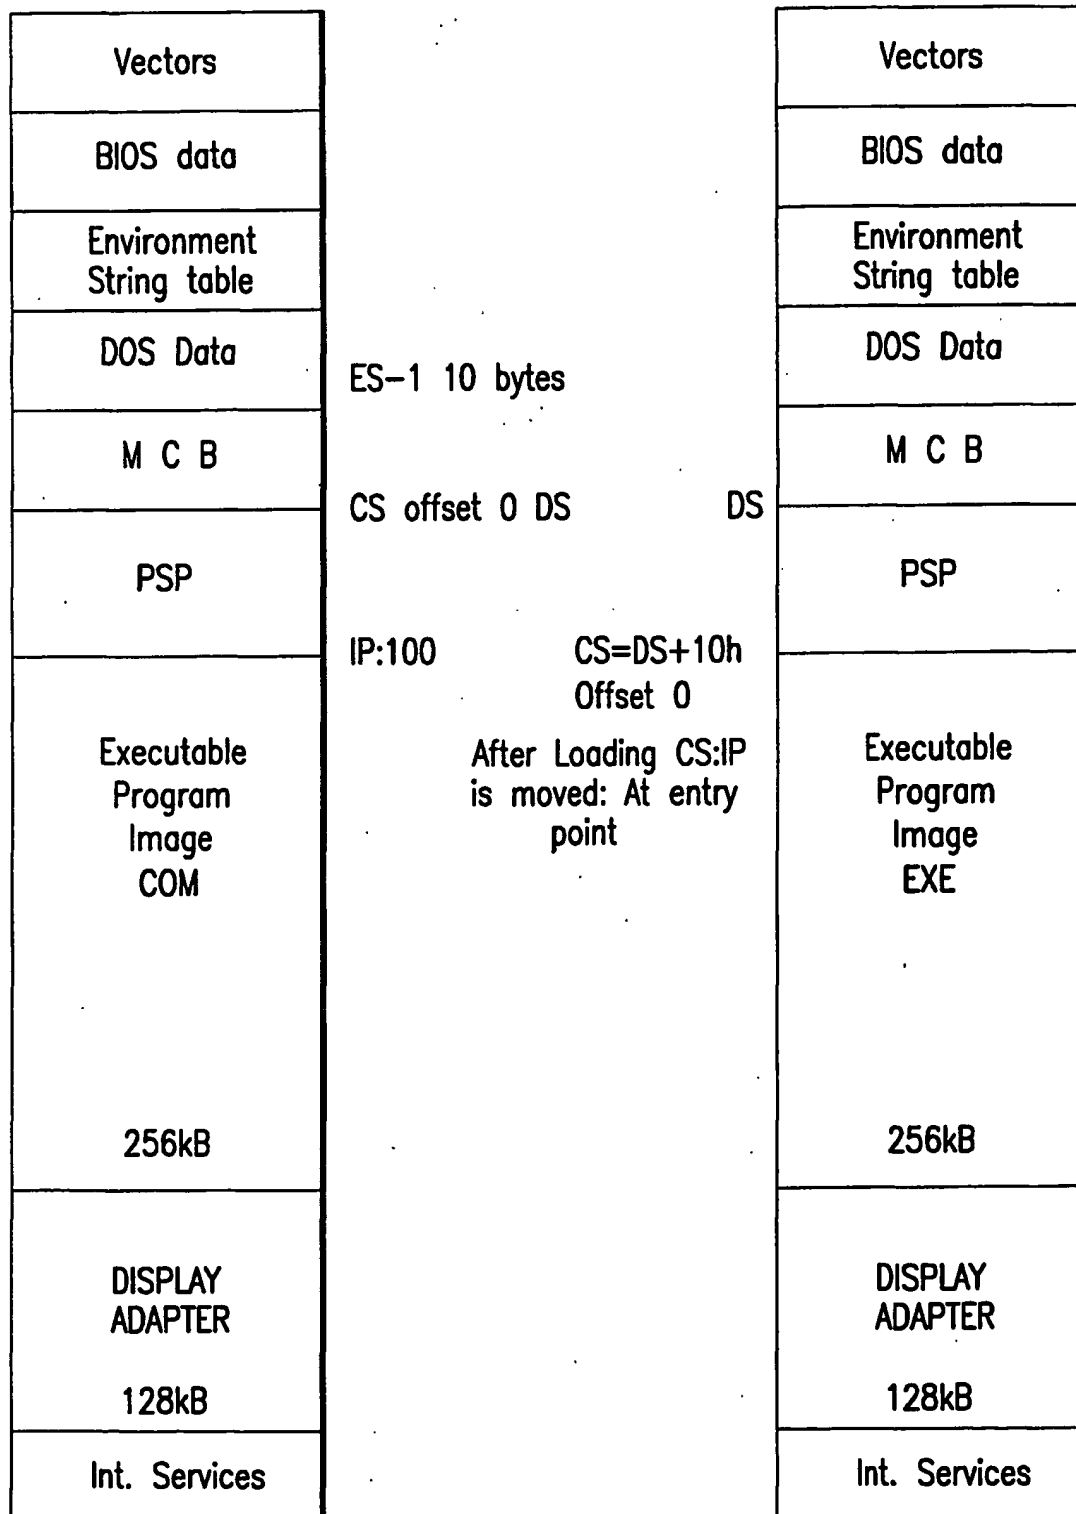 Vectors
BIOS data
Environment
String table
DOS Data
M C B
PSP
Executable
Program
Image
COM
256kB
DISPLAY
ADAPTER
128kB
Int. Services
ES-1 10 bytes
CS offset 0 DS
DS
IP:100
CS=DS+10h
Offset 0
After Loading CS:IP
is moved: At entry
point
Vectors
BIOS data
Environment
String table
DOS Data
M C B
PSP
Executable
Program
Image
EXE
256kB
DISPLAY
ADAPTER
128kB
Int. Services